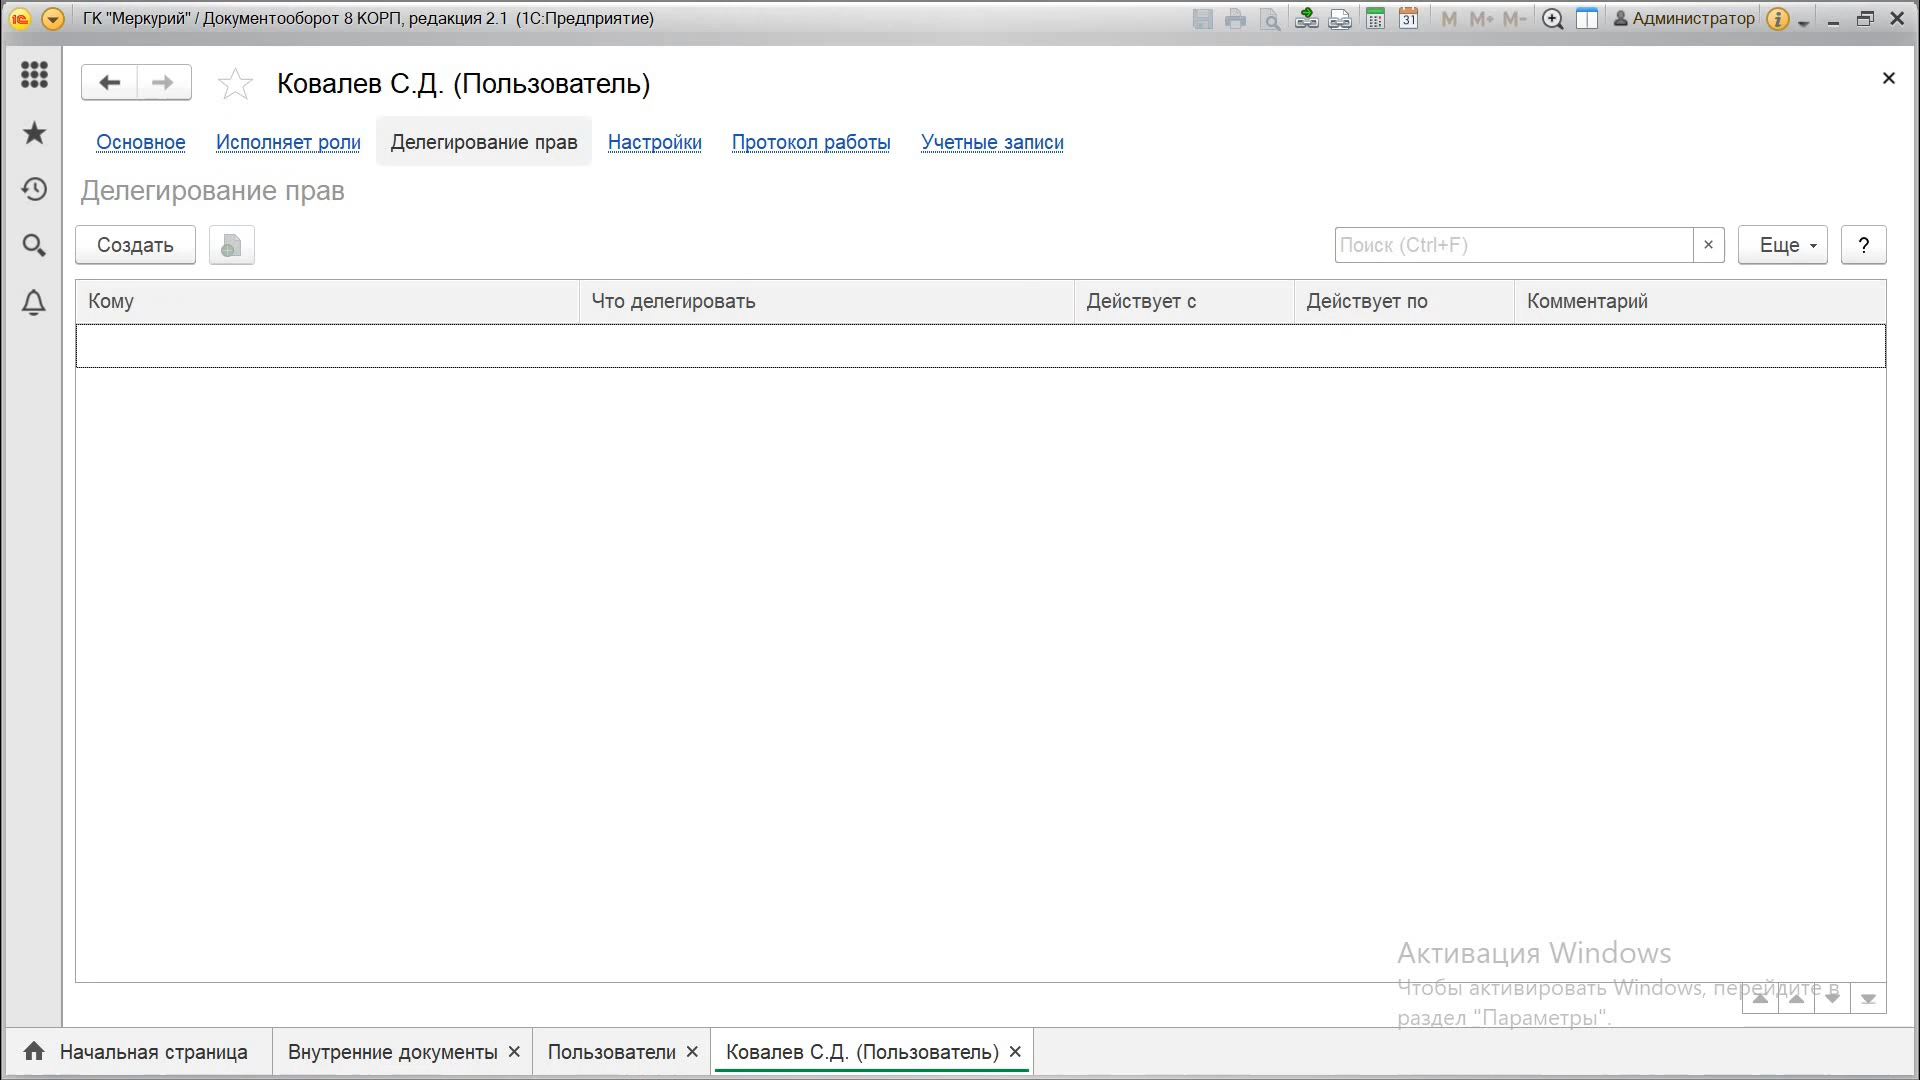 ГК "Меркурий" / Документооборот 8 КОРП, редакция 2.1 (1С:Предприятие)
31
M M+ M-
Администратор
Ковалев С.Д. (Пользователь)
Основное Исполняет роли Делегирование прав Настройки Протокол работы Учетные записи
Делегирование прав
Создать
Поиск (Ctrl+F)
Еще
?
Кому Что делегировать Действует с Действует по Комментарий
Активация Windows
Чтобы активировать Windows, перейдите в
раздел "Параметры".
Начальная страница Внутренние документы Пользователи Ковалев С.Д. (Пользователь)